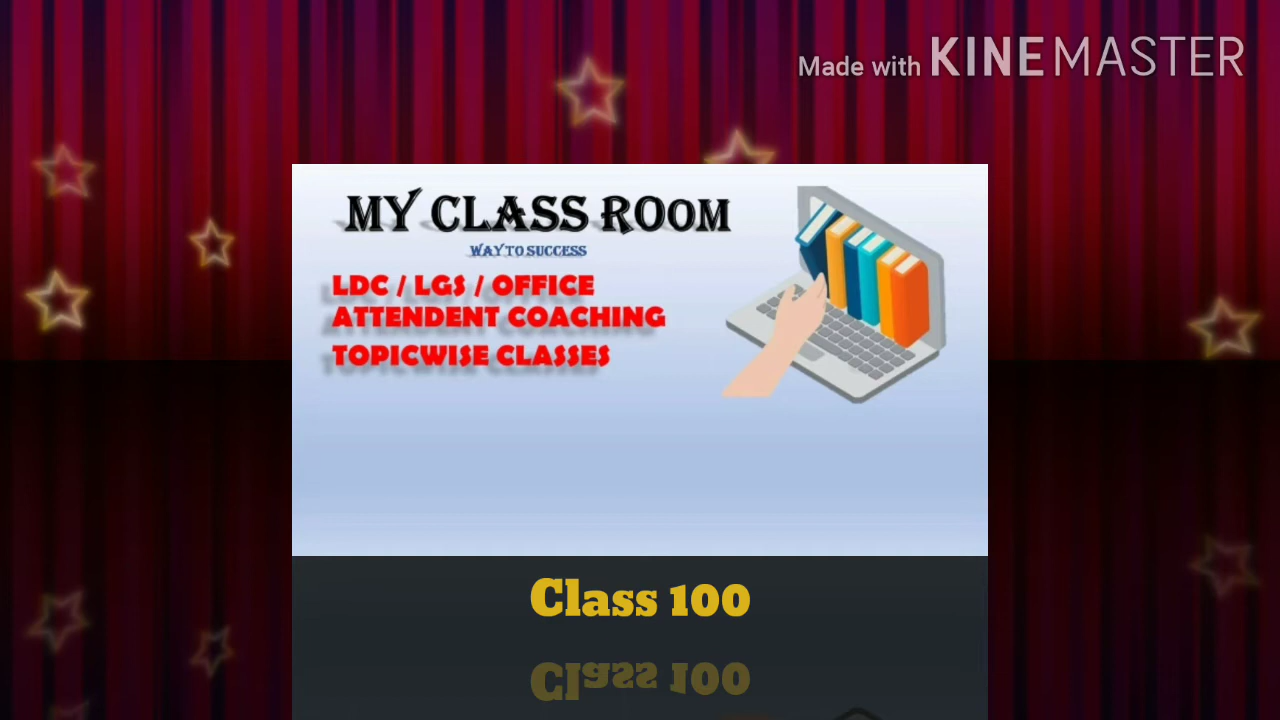 Made with KINEMASTER
MY CLASS ROOM
WAY TO SUCCESS
LDC / LGS / OFFICE
ATTENDENT COACHING
TOPICWISE CLASSES
Class 100
Class 100